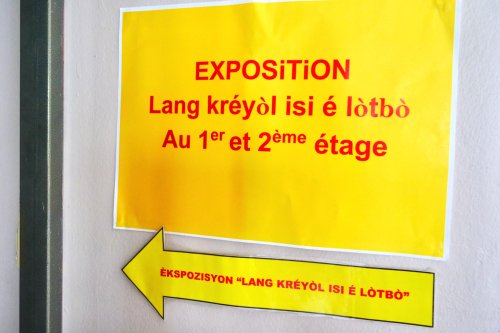 EXPOSiTiON
Lang kréyòl isi é lòtbò
Au 1er et 2ème étage
ÈKSPOZISYON “LANG KRÉYÒL ISI É LÒTBÒ”